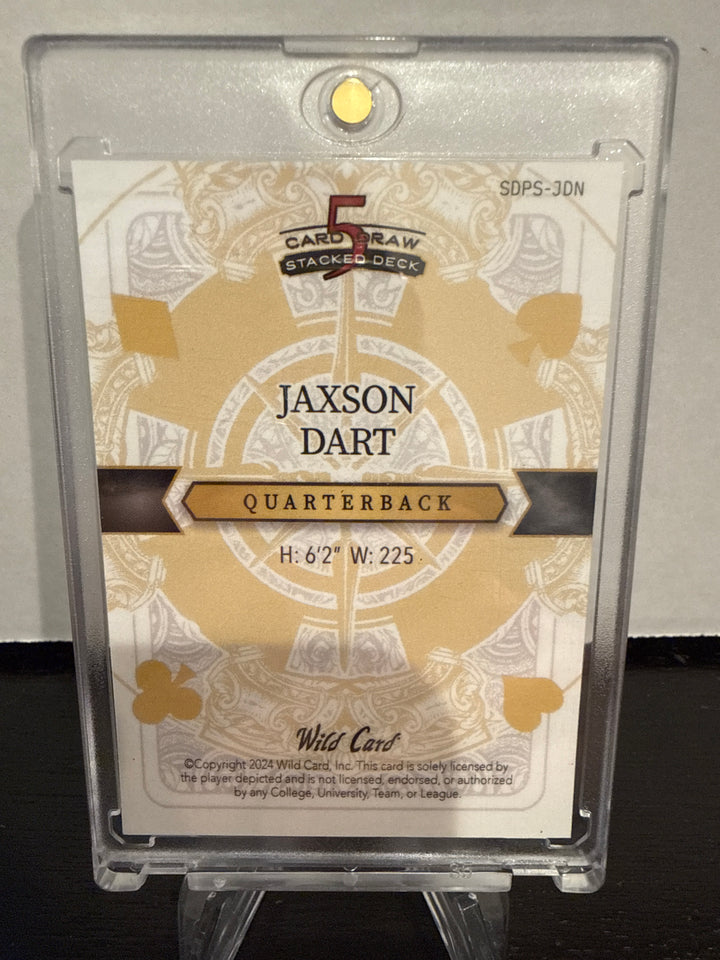 SDPS-JDN
5
CARD DRAW
STACKED DECK
JAXSON
DART
QUARTERBACK
H: 6'2" W: 225
Wild Card
©Copyright 2024 Wild Card, Inc. This card is solely licensed by
the player depicted and is not licensed, endorsed, or authorized
by any College, University, Team, or League.